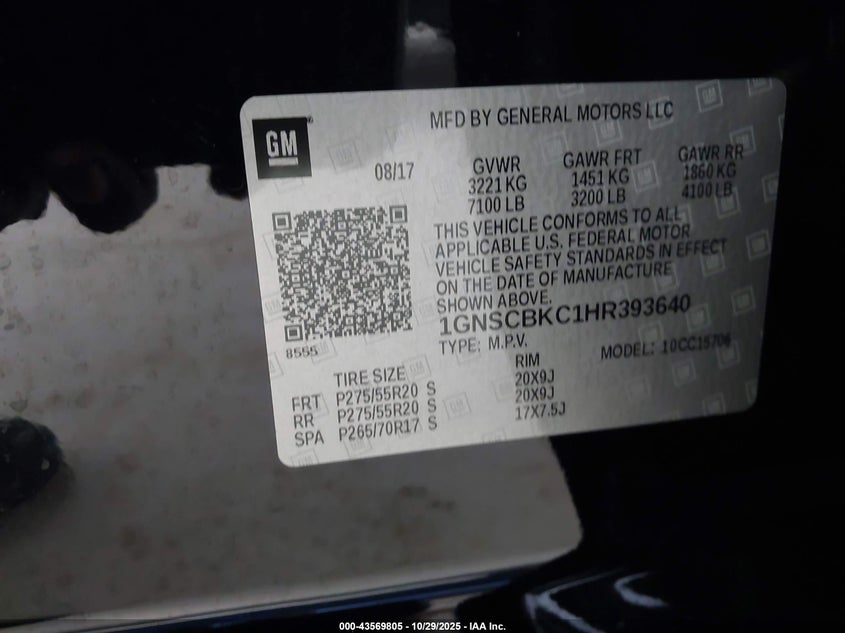 GM
MFD BY GENERAL MOTORS LLC
08/17
GVWR GAWR FRT GAWR RR
3221 KG 1451 KG 1860 KG
7100 LB 3200 LB 4100 LB
THIS VEHICLE CONFORMS TO ALL
APPLICABLE U.S. FEDERAL MOTOR
VEHICLE SAFETY STANDARDS IN EFFECT
ON THE DATE OF MANUFACTURE
SHOWN ABOVE.
1GNSCBKC1HR393640
TYPE: M.P.V. MODEL: 10CC15706
8555
TIRE SIZE RIM
FRT P275/55R20 S 20X9J
RR P275/55R20 S 20X9J
SPA P265/70R17 S 17X7.5J
000-43569805 - 10/29/2025 - IAA Inc.